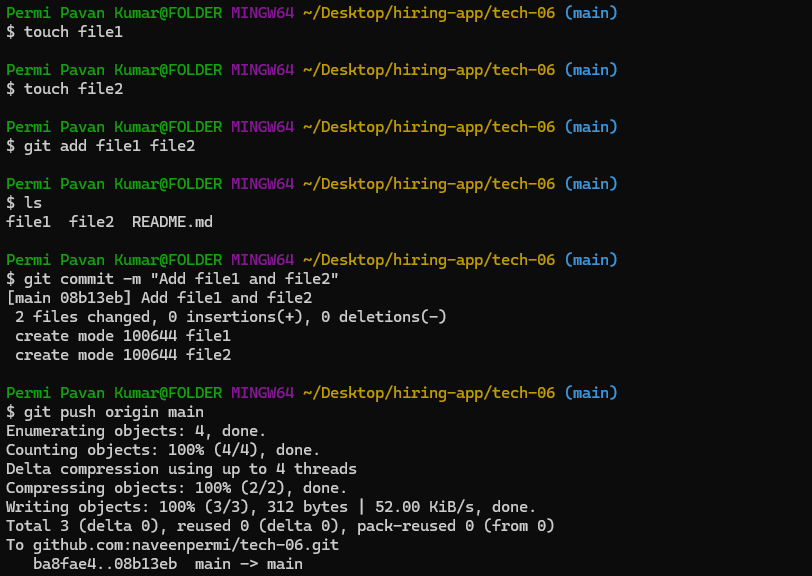 Permi Pavan Kumar@FOLDER MINGW64 ~/Desktop/hiring-app/tech-06 (main)
$ touch file1
Permi Pavan Kumar@FOLDER MINGW64 ~/Desktop/hiring-app/tech-06 (main)
$ touch file2
Permi Pavan Kumar@FOLDER MINGW64 ~/Desktop/hiring-app/tech-06 (main)
$ git add file1 file2
Permi Pavan Kumar@FOLDER MINGW64 ~/Desktop/hiring-app/tech-06 (main)
$ ls
file1  file2  README.md
Permi Pavan Kumar@FOLDER MINGW64 ~/Desktop/hiring-app/tech-06 (main)
$ git commit -m "Add file1 and file2"
[main 08b13eb] Add file1 and file2
 2 files changed, 0 insertions(+), 0 deletions(-)
 create mode 100644 file1
 create mode 100644 file2
Permi Pavan Kumar@FOLDER MINGW64 ~/Desktop/hiring-app/tech-06 (main)
$ git push origin main
Enumerating objects: 4, done.
Counting objects: 100% (4/4), done.
Delta compression using up to 4 threads
Compressing objects: 100% (2/2), done.
Writing objects: 100% (3/3), 312 bytes | 52.00 KiB/s, done.
Total 3 (delta 0), reused 0 (delta 0), pack-reused 0 (from 0)
To github.com:naveenpermi/tech-06.git
   ba8fae4..08b13eb  main -> main